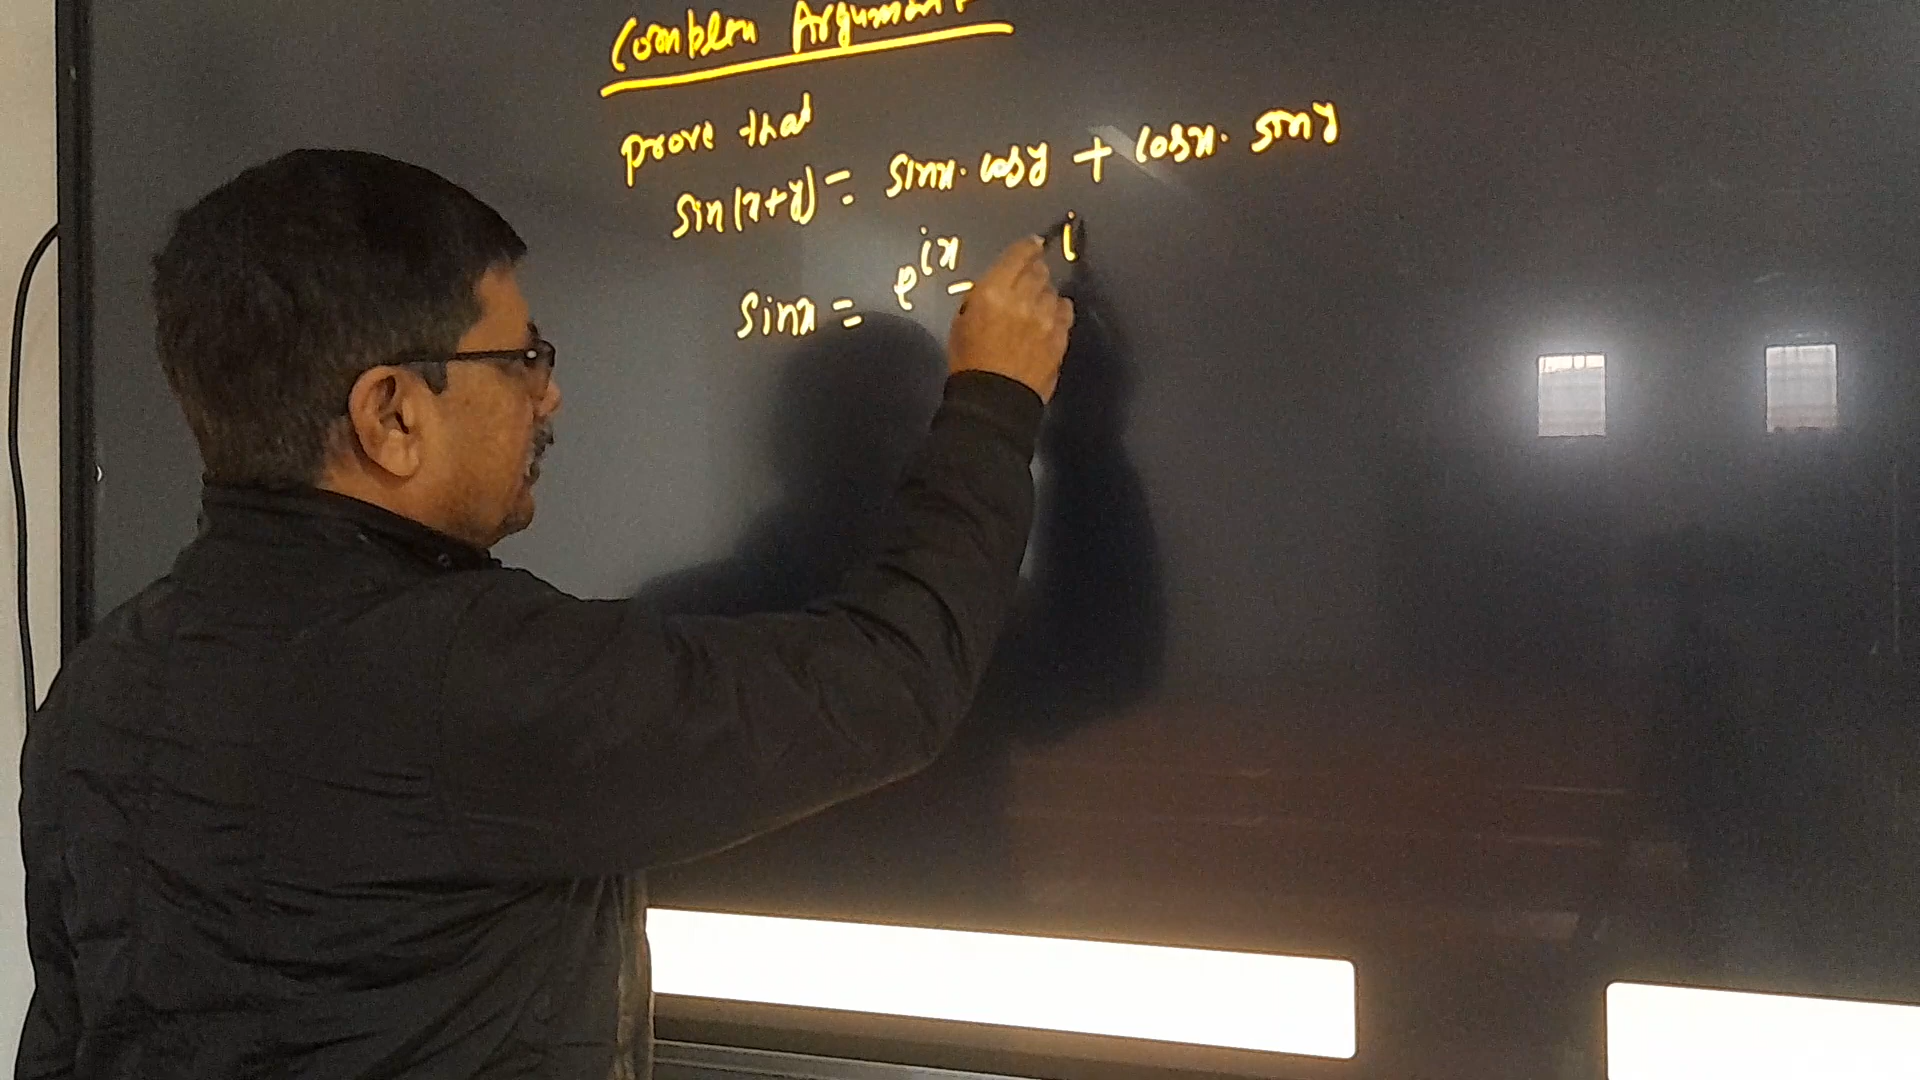 Complex Argument
prove that
sin(x+y) = sinx. cosy + cosx. siny
sinx = e^ix - i